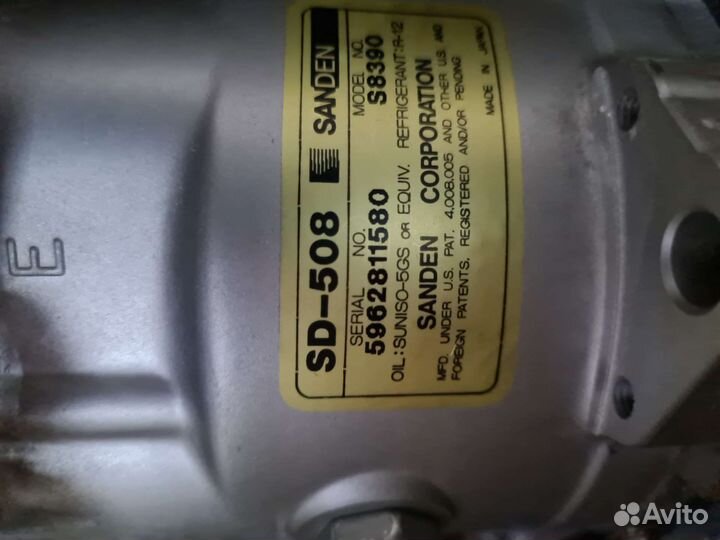 SD-508 SANDEN
SERIAL NO. MODEL NO.
5962811580 S8390
OIL:SUNISO-5GS OR EQUIV. REFRIGERANT:R-12
SANDEN CORPORATION
MFD. UNDER U.S. PAT. 4.008.005 AND OTHER U.S. AND
FOREIGN PATENTS, REGISTERED AND/OR PENDING
MADE IN JAPAN
E
Avito